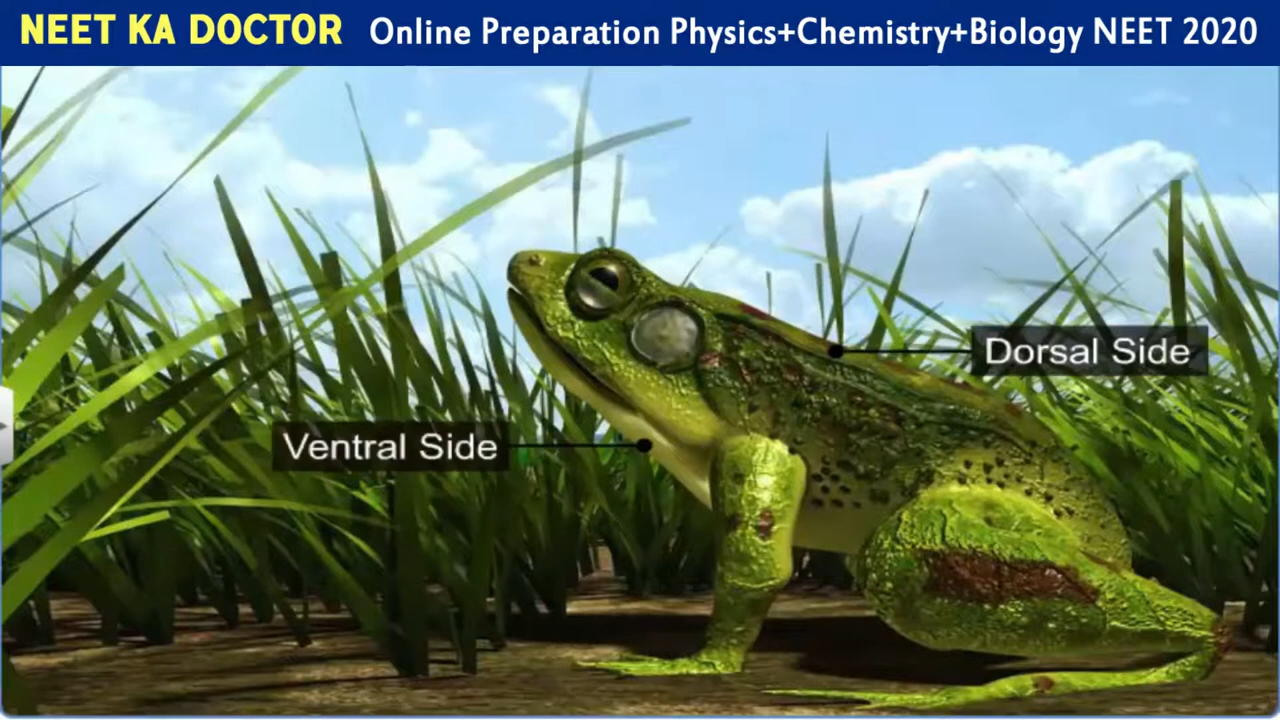 NEET KA DOCTOR Online Preparation Physics+Chemistry+Biology NEET 2020
Dorsal Side
Ventral Side